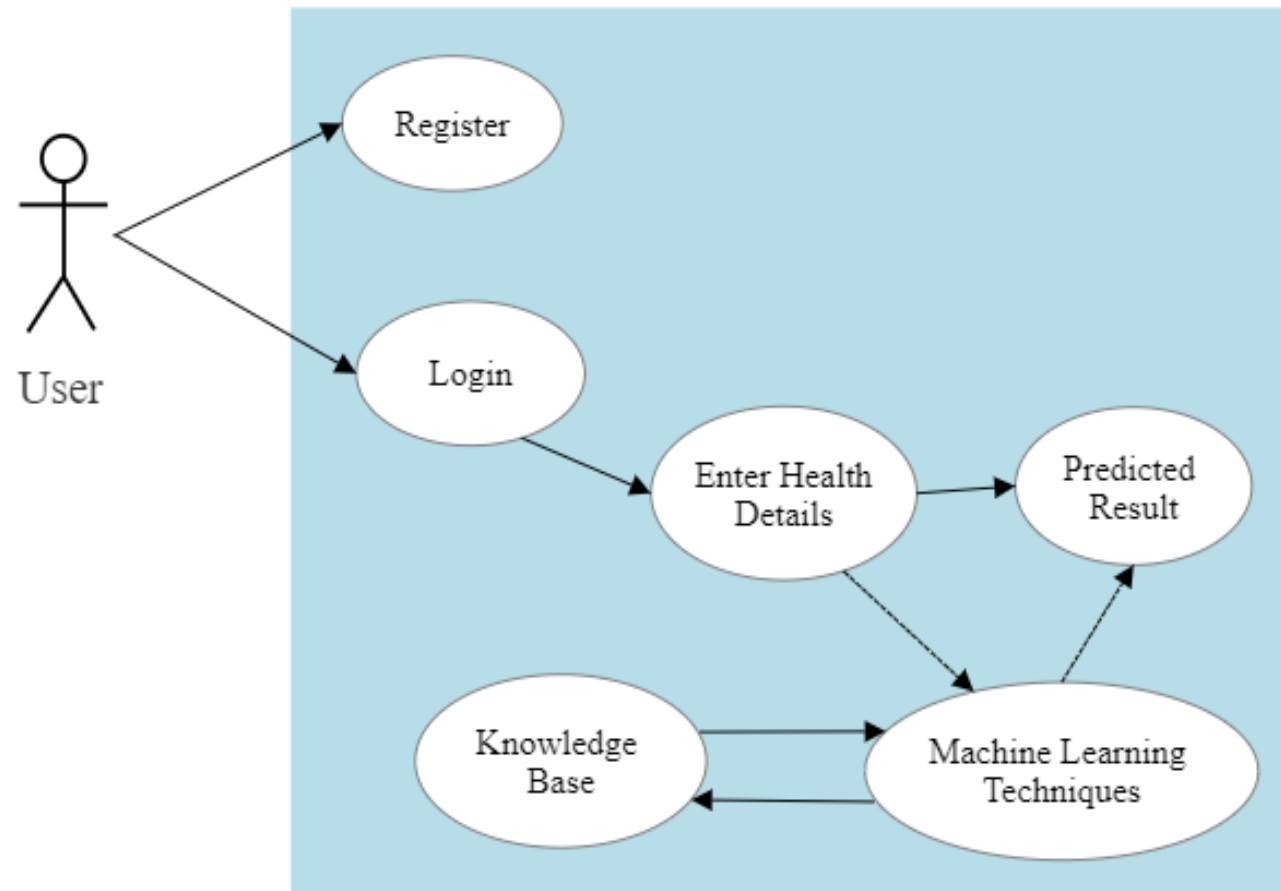 Register
User
Login
Enter Health
Details
Predicted
Result
Knowledge
Base
Machine Learning
Techniques